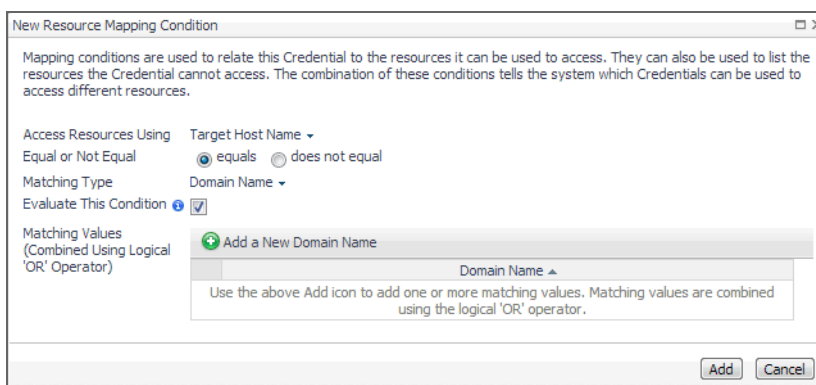 New Resource Mapping Condition
Mapping conditions are used to relate this Credential to the resources it can be used to access. They can also be used to list the
resources the Credential cannot access. The combination of these conditions tells the system which Credentials can be used to
access different resources.
Access Resources Using Target Host Name
Equal or Not Equal equals does not equal
Matching Type Domain Name
Evaluate This Condition
Matching Values
(Combined Using Logical
'OR' Operator)
Add a New Domain Name
Domain Name
Use the above Add icon to add one or more matching values. Matching values are combined
using the logical 'OR' operator.
Add Cancel